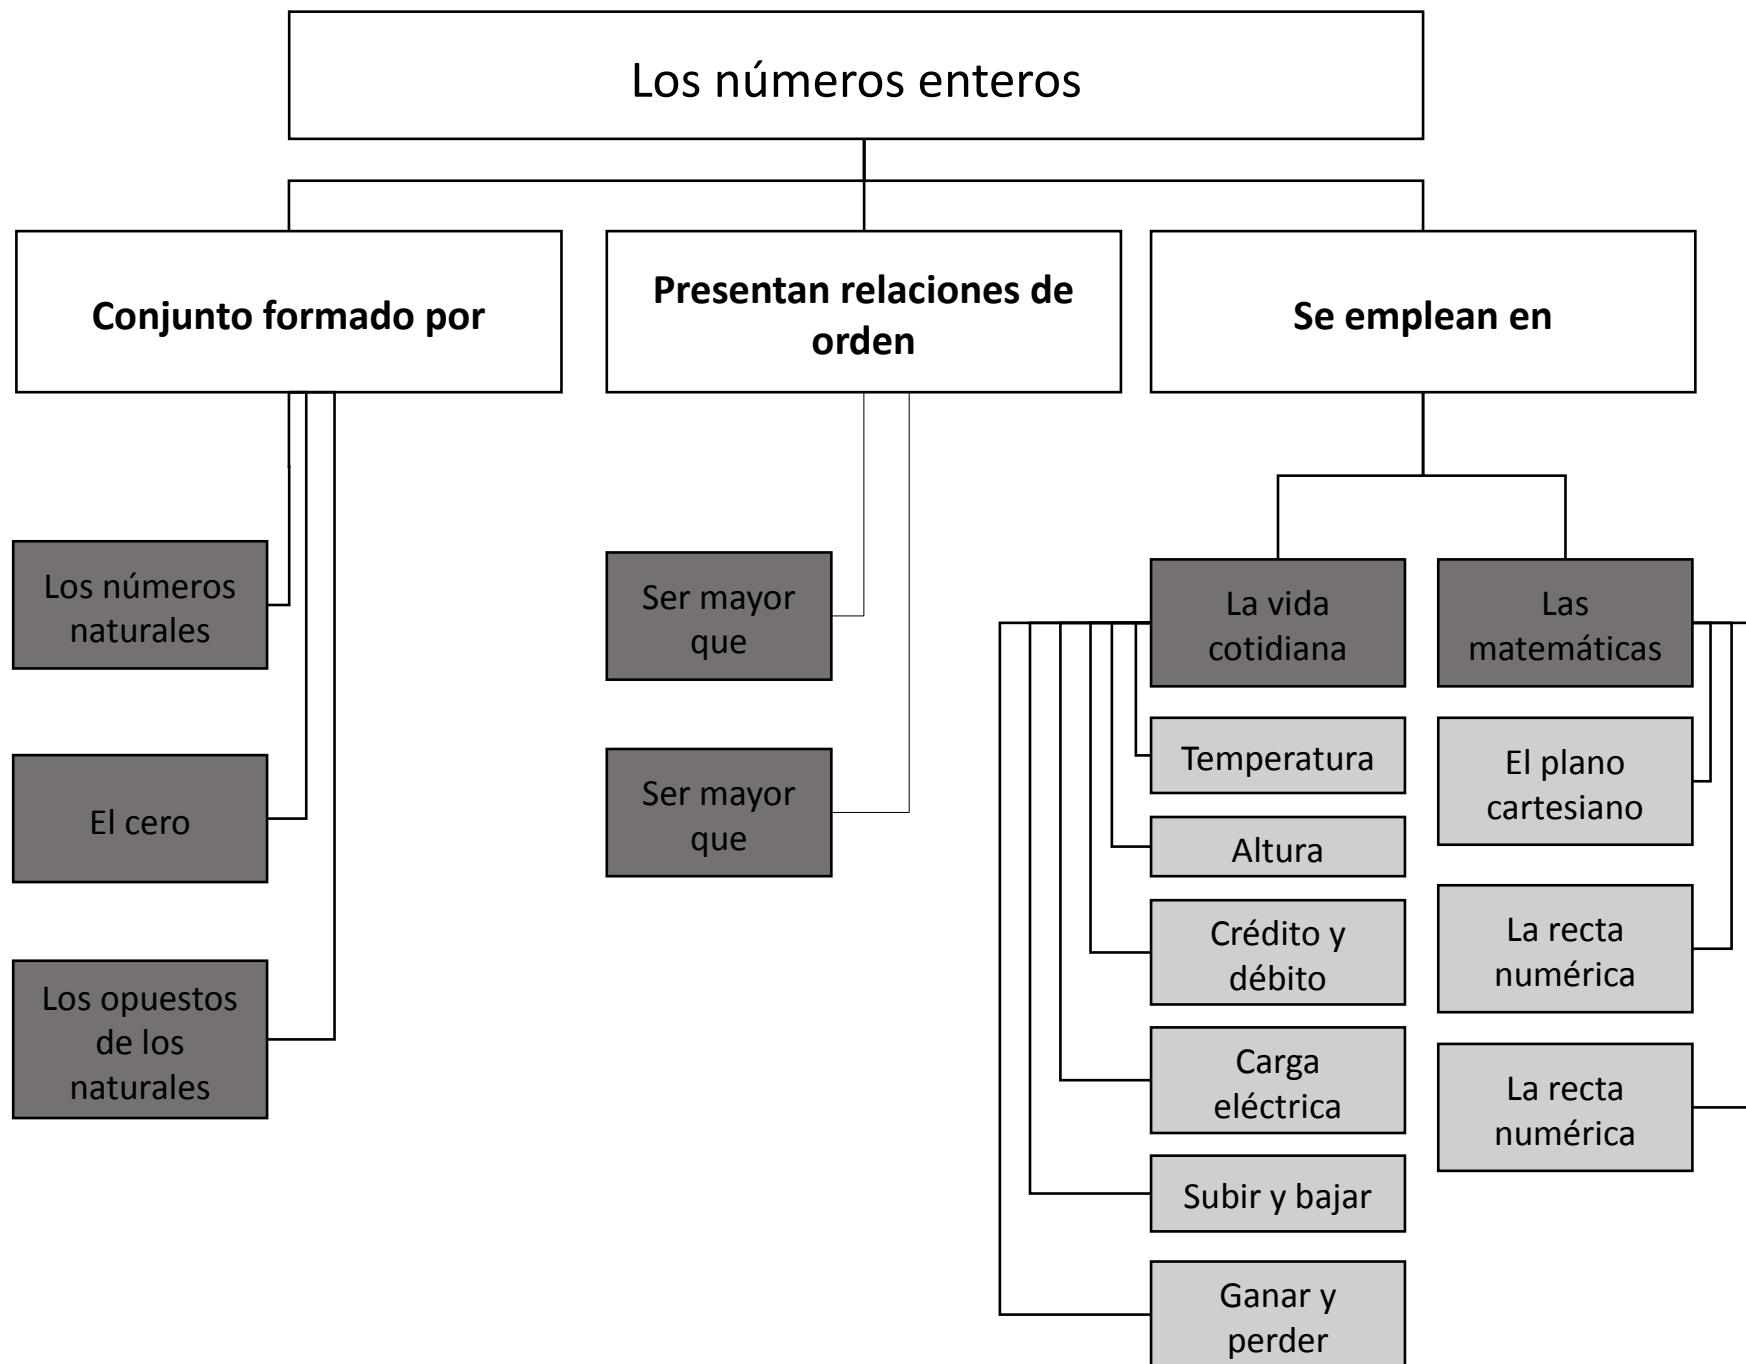 Los números enteros
Conjunto formado por
Presentan relaciones de
orden
Se emplean en
Los números
naturales
El cero
Los opuestos
de los
naturales
Ser mayor
que
Ser mayor
que
La vida
cotidiana
Temperatura
Altura
Crédito y
débito
Carga
eléctrica
Subir y bajar
Ganar y
perder
Las
matemáticas
El plano
cartesiano
La recta
numérica
La recta
numérica